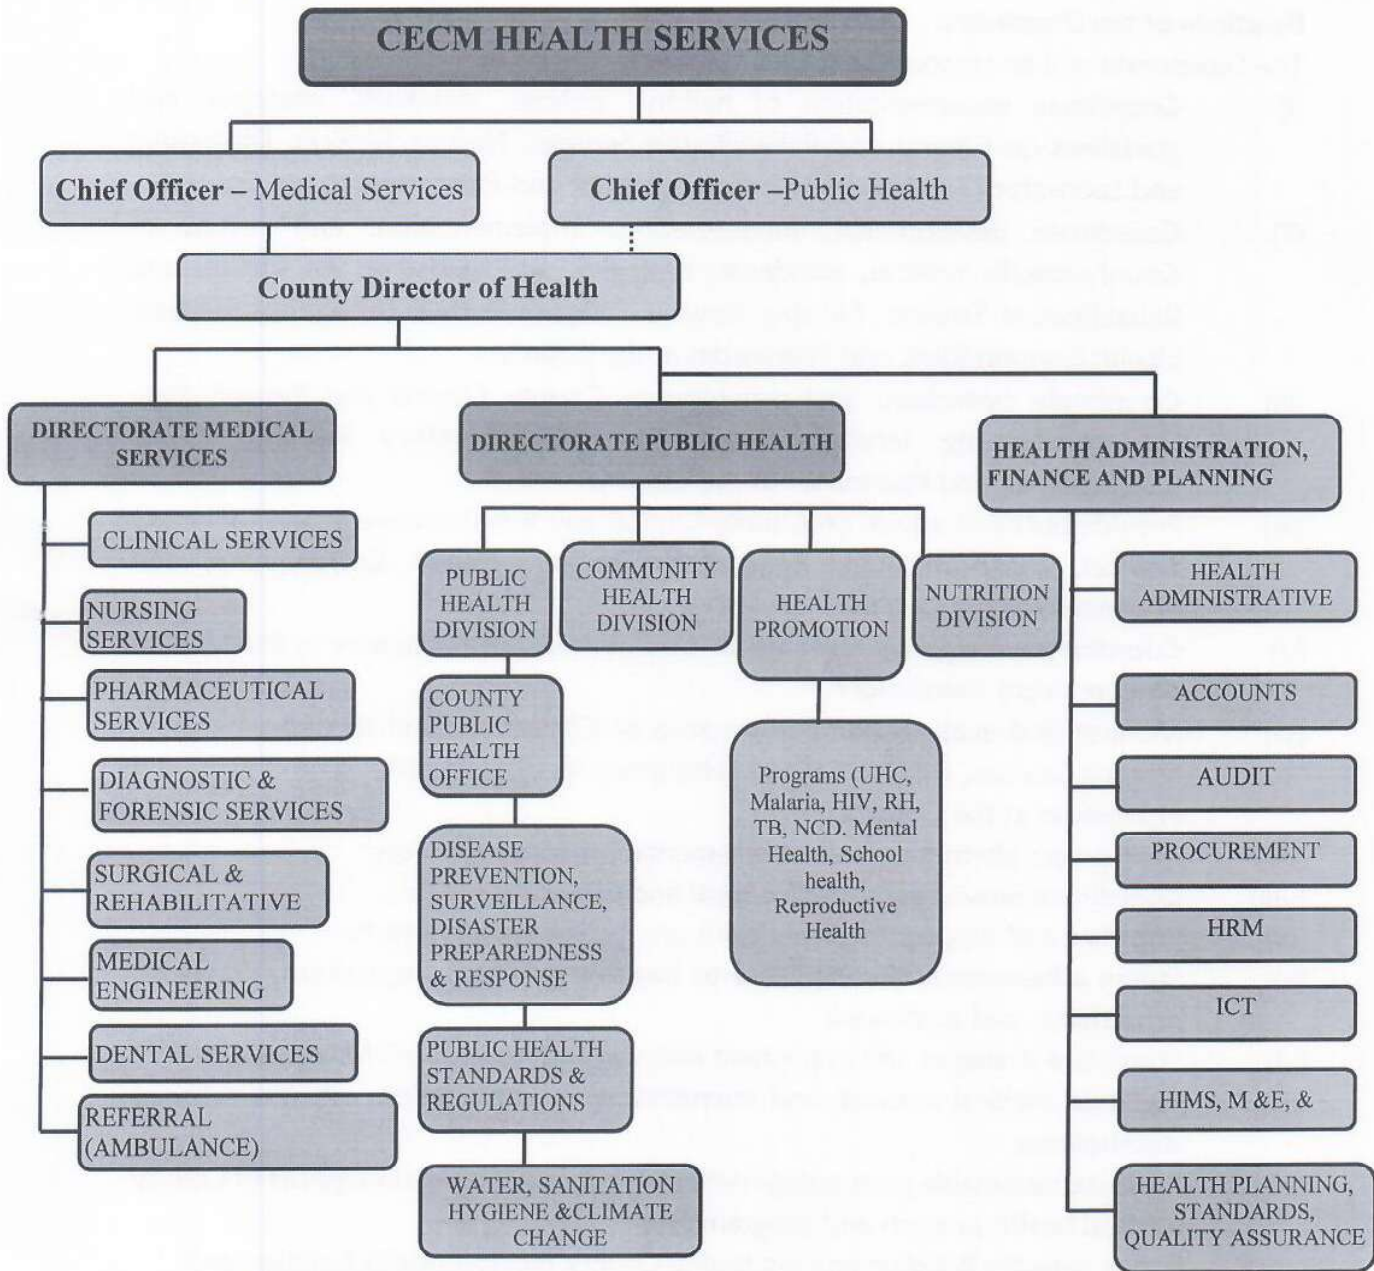 CECM HEALTH SERVICES
Chief Officer – Medical Services
Chief Officer –Public Health
County Director of Health
DIRECTORATE MEDICAL
SERVICES
DIRECTORATE PUBLIC HEALTH
HEALTH ADMINISTRATION,
FINANCE AND PLANNING
CLINICAL SERVICES
NURSING
SERVICES
PHARMACEUTICAL
SERVICES
DIAGNOSTIC &
FORENSIC SERVICES
SURGICAL &
REHABILITATIVE
MEDICAL
ENGINEERING
DENTAL SERVICES
REFERRAL
(AMBULANCE)
PUBLIC
HEALTH
DIVISION
COUNTY
PUBLIC
HEALTH
OFFICE
DISEASE
PREVENTION,
SURVEILLANCE,
DISASTER
PREPAREDNESS
& RESPONSE
PUBLIC HEALTH
STANDARDS &
REGULATIONS
WATER, SANITATION
HYGIENE &CLIMATE
CHANGE
COMMUNITY
HEALTH
DIVISION
HEALTH
PROMOTION
Programs (UHC,
Malaria, HIV, RH,
TB, NCD. Mental
Health, School
health,
Reproductive
Health
NUTRITION
DIVISION
HEALTH
ADMINISTRATIVE
ACCOUNTS
AUDIT
PROCUREMENT
HRM
ICT
HIMS, M &E, &
HEALTH PLANNING,
STANDARDS,
QUALITY ASSURANCE